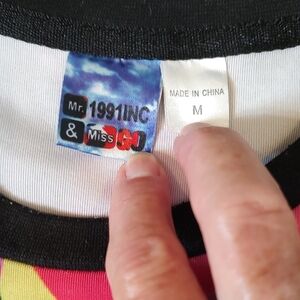 Mr. 1991INC
& Miss GO
MADE IN CHINA
M